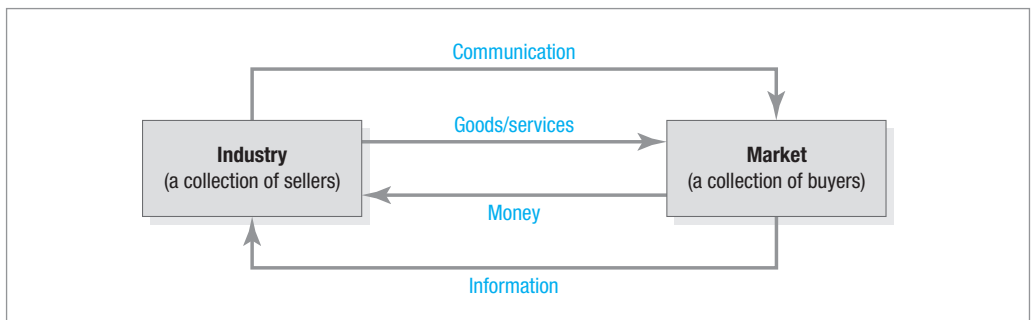 Communication
Goods/services
Industry
(a collection of sellers)
Market
(a collection of buyers)
Money
Information